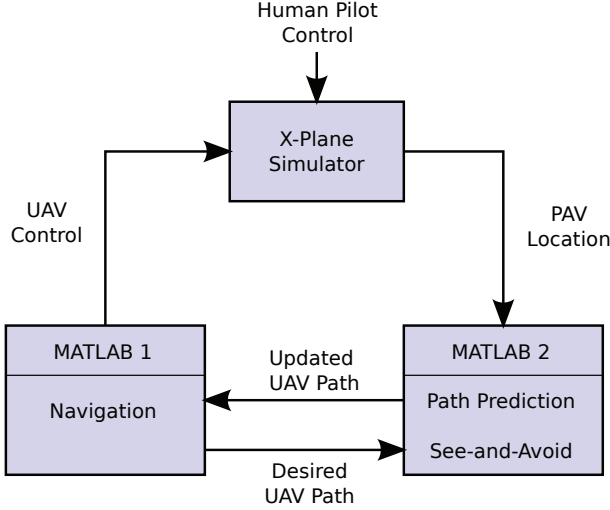 Human Pilot
Control
X-Plane
Simulator
UAV
Control
PAV
Location
MATLAB 1
Navigation
Updated
UAV Path
Desired
UAV Path
MATLAB 2
Path Prediction
See-and-Avoid